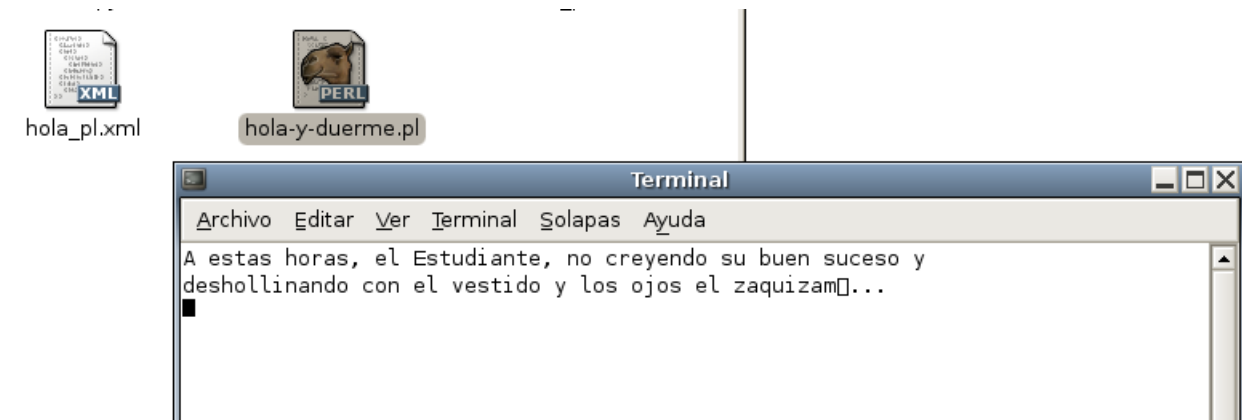 XML
PERL
hola_pl.xml
hola-y-duerme.pl
Terminal
Archivo Editar Ver Terminal Solapas Ayuda
A estas horas, el Estudiante, no creyendo su buen suceso y
deshollinando con el vestido y los ojos el zaquizam▯...